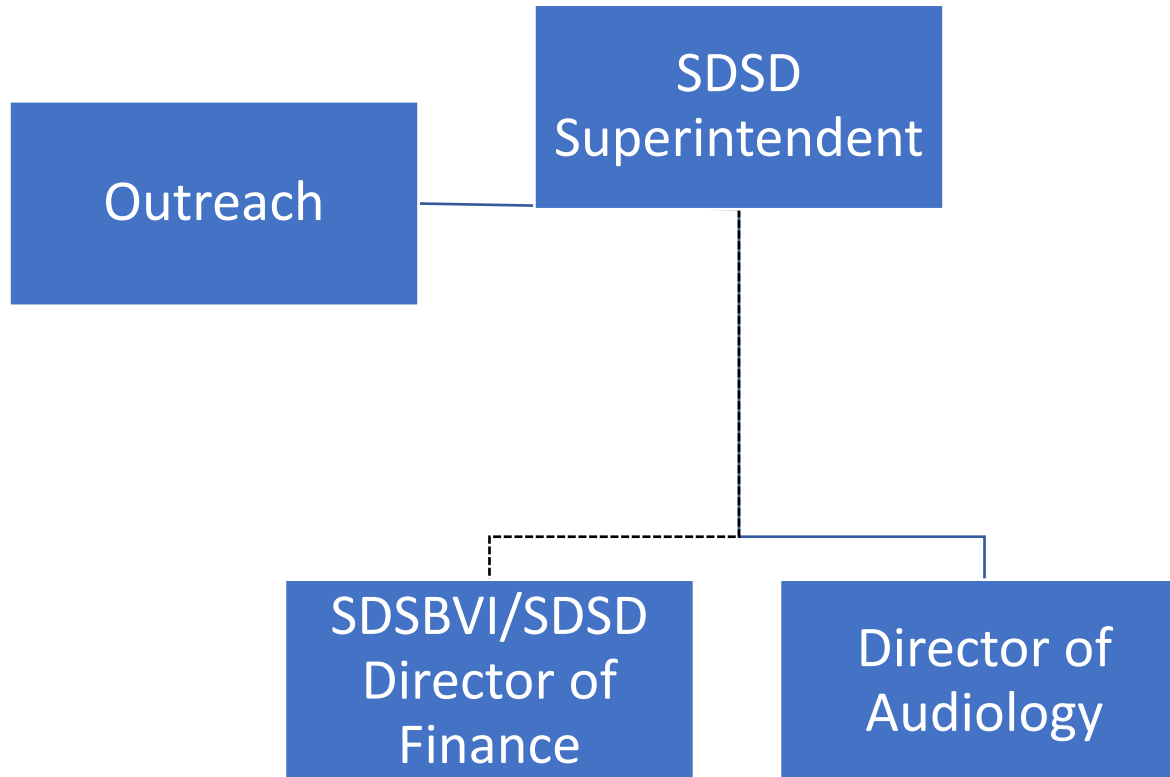 SDSD
Superintendent
Outreach
SDSBVI/SDSD
Director of
Finance
Director of
Audiology